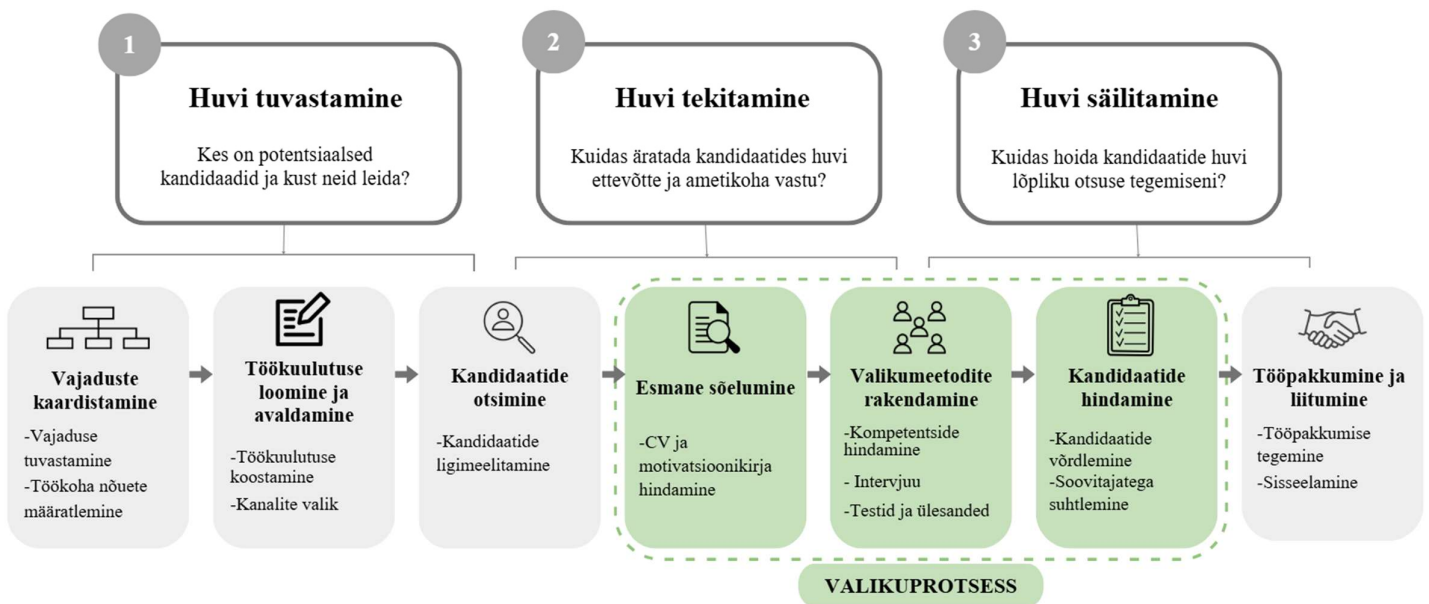 1
Huvi tuvastamine
Kes on potentsiaalsed
kandidaadid ja kust neid leida?
2
Huvi tekitamine
Kuidas äratada kandidaatides huvi
ettevõtte ja ametikoha vastu?
3
Huvi säilitamine
Kuidas hoida kandidaatide huvi
lõpliku otsuse tegemiseni?
Vajaduste
kaardistamine
-Vajaduse
tuvastamine
-Töökoha nõuete
määratlemine
Töökuulutuse
loomine ja
avaldamine
-Töökuulutuse
koostamine
-Kanalite valik
Kandidaatide
otsimine
-Kandidaatide
ligimeelitamine
Esmane sõelumine
-CV ja
motivatsioonikirja
hindamine
Valikumeetodite
rakendamine
-Kompetentside
hindamine
- Intervjuu
-Testid ja ülesanded
Kandidaatide
hindamine
-Kandidaatide
võrdlemine
-Soovitajatega
suhtlemine
Tööpakkumine ja
liitumine
-Tööpakkumise
tegemine
-Sisseelamine
VALIKUPROTSESS